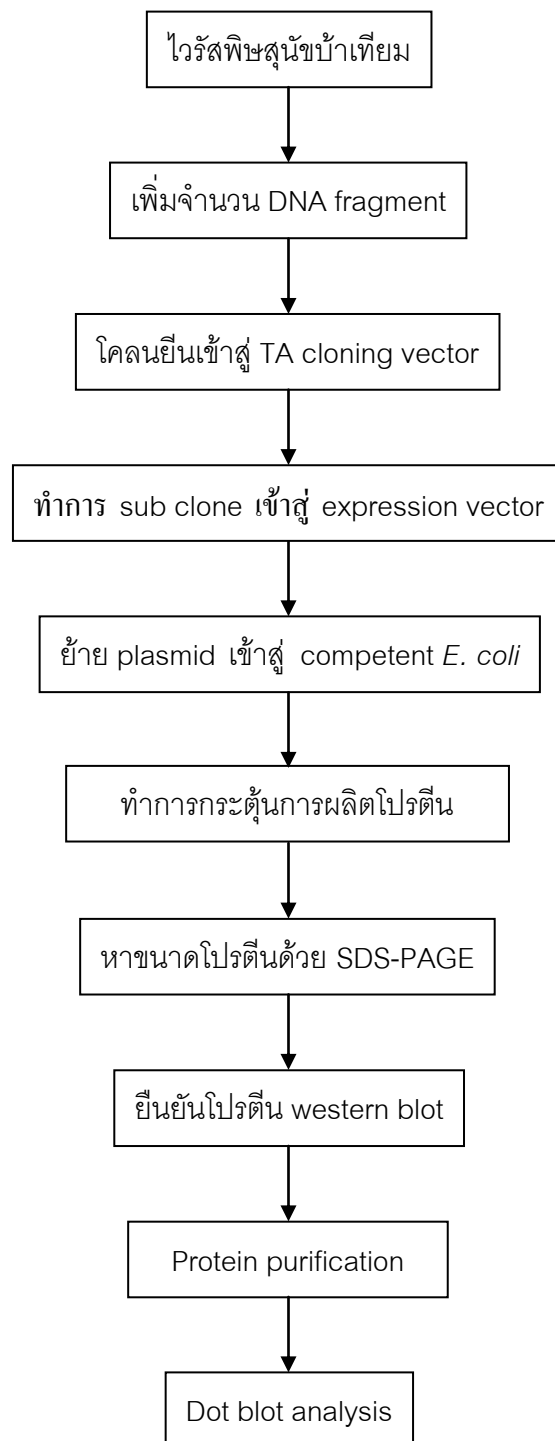 ไวรัสพิษสุนัขบ้าเทียม
เพิ่มจำนวน DNA fragment
โคลนยีนเข้าสู่ TA cloning vector
ทำการ sub clone เข้าสู่ expression vector
ย้าย plasmid เข้าสู่ competent E. coli
ทำการกระตุ้นการผลิตโปรตีน
หาขนาดโปรตีนด้วย SDS-PAGE
ยืนยันโปรตีน western blot
Protein purification
Dot blot analysis